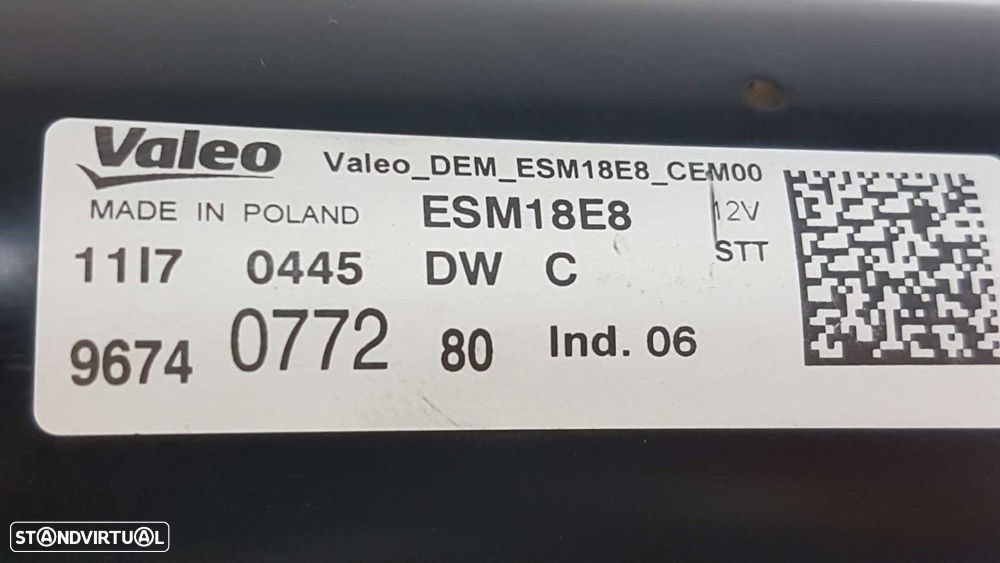 Valeo Valeo_DEM_ESM18E8_CEM00
MADE IN POLAND ESM18E8 12V
STT
11I7 0445 DW C
9674 0772 80 Ind. 06
STANDVIRTUAL